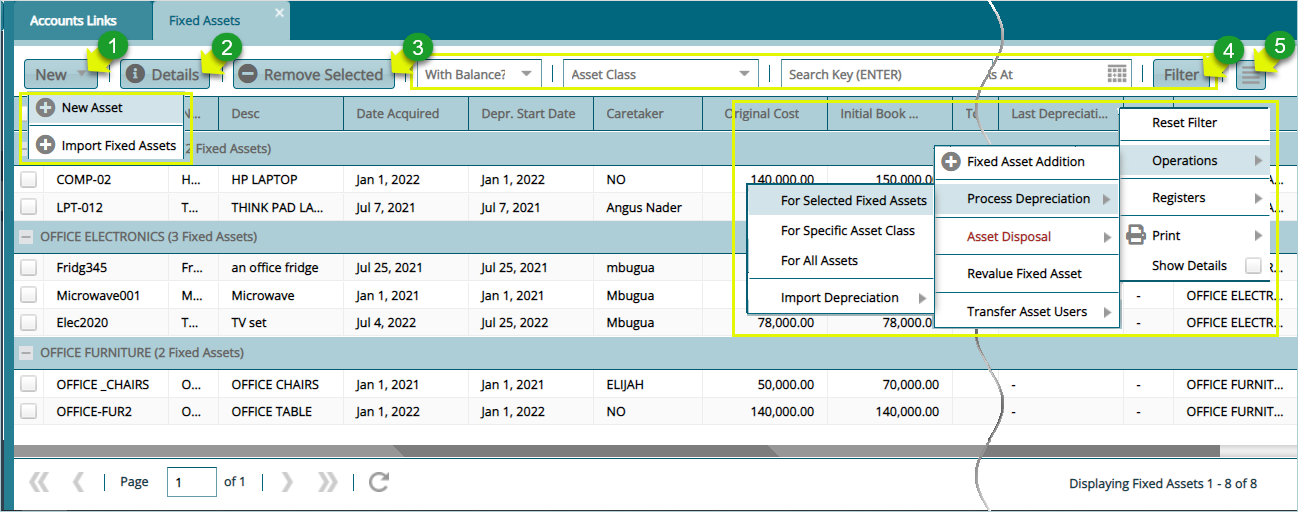 Accounts Links
Fixed Assets
1 2 3 4 5
New Details Remove Selected With Balance? Asset Class Search Key (ENTER) As At Filter
New Asset
Import Fixed Assets
N... Desc Date Acquired Depr. Start Date Caretaker Original Cost Initial Book ... Last Depreciati...
2 Fixed Assets)
COMP-02 H... HP LAPTOP Jan 1, 2022 Jan 1, 2022 NO 140,000.00 150,000.00
LPT-012 T... THINK PAD LA... Jul 7, 2021 Jul 7, 2021 Angus Nader
OFFICE ELECTRONICS (3 Fixed Assets)
Fridg345 Fr... an office fridge Jul 25, 2021 Jul 25, 2021 mbugua
Microwave001 M... Microwave Jan 1, 2021 Jan 1, 2021 Mbugua - OFFICE ELECTR...
Elec2020 T... TV set Jul 4, 2022 Jul 25, 2022 Mbugua 78,000.00 78,000.00 - OFFICE ELECTR...
OFFICE FURNITURE (2 Fixed Assets)
OFFICE _CHAIRS O... OFFICE CHAIRS Jan 1, 2021 Jan 1, 2021 ELIJAH 50,000.00 70,000.00 - - OFFICE FURNIT...
OFFICE-FUR2 O... OFFICE TABLE Jan 1, 2022 Jan 1, 2022 NO 140,000.00 140,000.00 - - OFFICE FURNIT...
Reset Filter
Operations
Registers
Print
Show Details
Fixed Asset Addition
Process Depreciation
Asset Disposal
Revalue Fixed Asset
Transfer Asset Users
For Selected Fixed Assets
For Specific Asset Class
For All Assets
Import Depreciation
Page 1 of 1
Displaying Fixed Assets 1 - 8 of 8